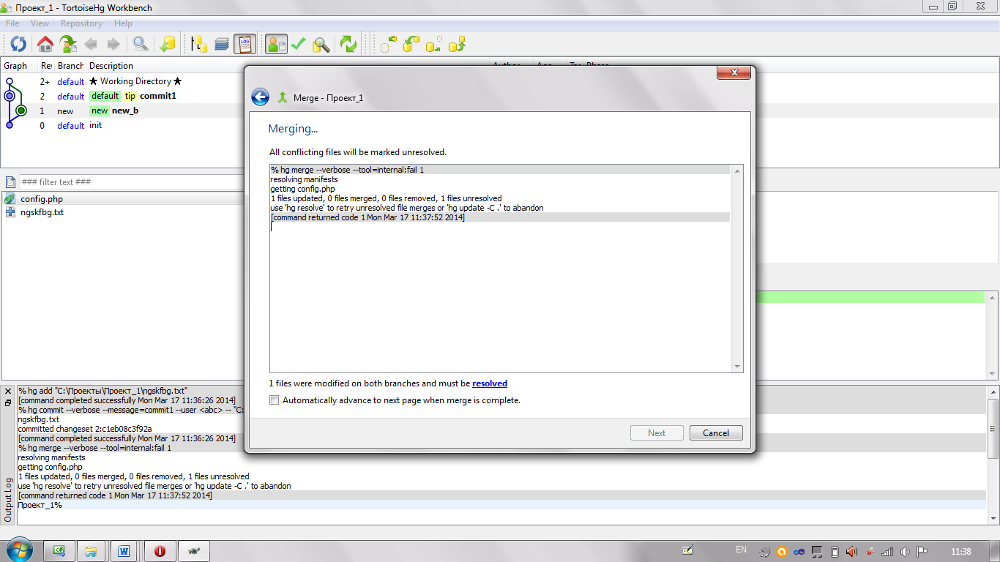 Проект_1 - TortoiseHg Workbench
File View Repository Help
LOG
Graph Rev Branch Description
2+ default ★ Working Directory ★
2 default default tip commit1
1 new new new_b
0 default init
### filter text ###
config.php
ngskfbg.txt
Merge - Проект_1
Merging...
All conflicting files will be marked unresolved.
% hg merge --verbose --tool=internal:fail 1
resolving manifests
getting config.php
1 files updated, 0 files merged, 0 files removed, 1 files unresolved
use 'hg resolve' to retry unresolved file merges or 'hg update -C .' to abandon
[command returned code 1 Mon Mar 17 11:37:52 2014]
1 files were modified on both branches and must be resolved
Automatically advance to next page when merge is complete.
Next Cancel
Output Log
% hg add "C:\Проекты\Проект_1\ngskfbg.txt"
[command completed successfully Mon Mar 17 11:36:26 2014]
% hg commit --verbose --message=commit1 --user <abc> -- "C:
ngskfbg.txt
committed changeset 2:c1eb08c3f92a
[command completed successfully Mon Mar 17 11:36:26 2014]
% hg merge --verbose --tool=internal:fail 1
resolving manifests
getting config.php
1 files updated, 0 files merged, 0 files removed, 1 files unresolved
use 'hg resolve' to retry unresolved file merges or 'hg update -C .' to abandon
[command returned code 1 Mon Mar 17 11:37:52 2014]
Проект_1%
EN 11:38